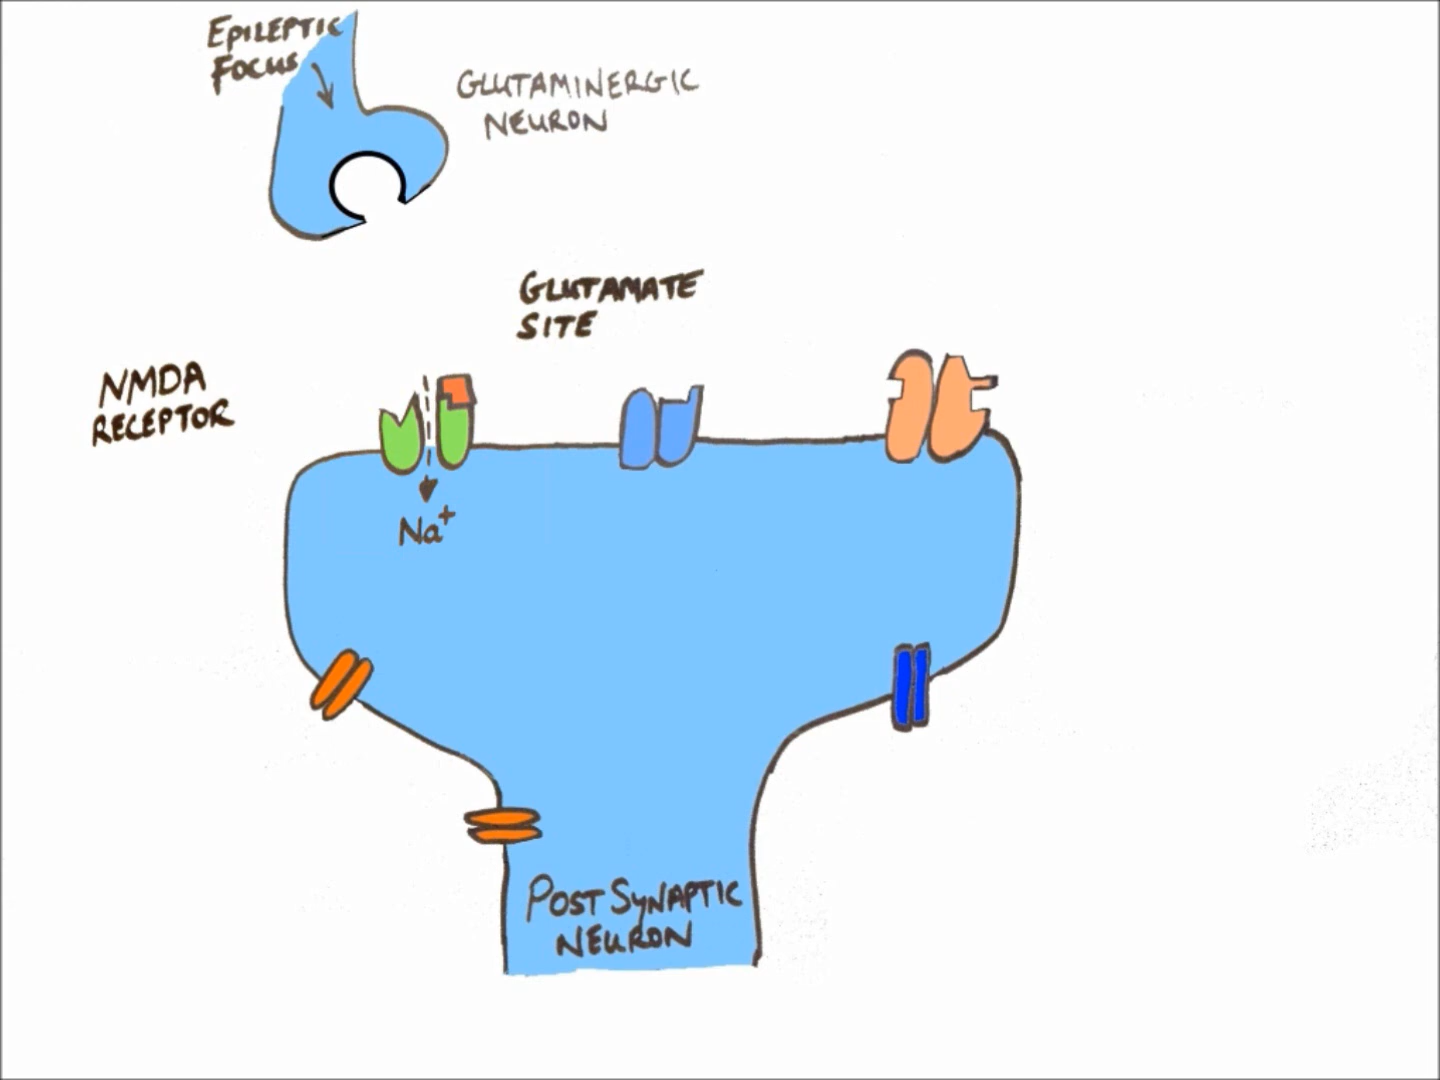 EPILEPTIC
FOCUS
GLUTAMINERGIC
NEURON
GLUTAMATE
SITE
NMDA
RECEPTOR
Na+
POST SYNAPTIC
NEURON